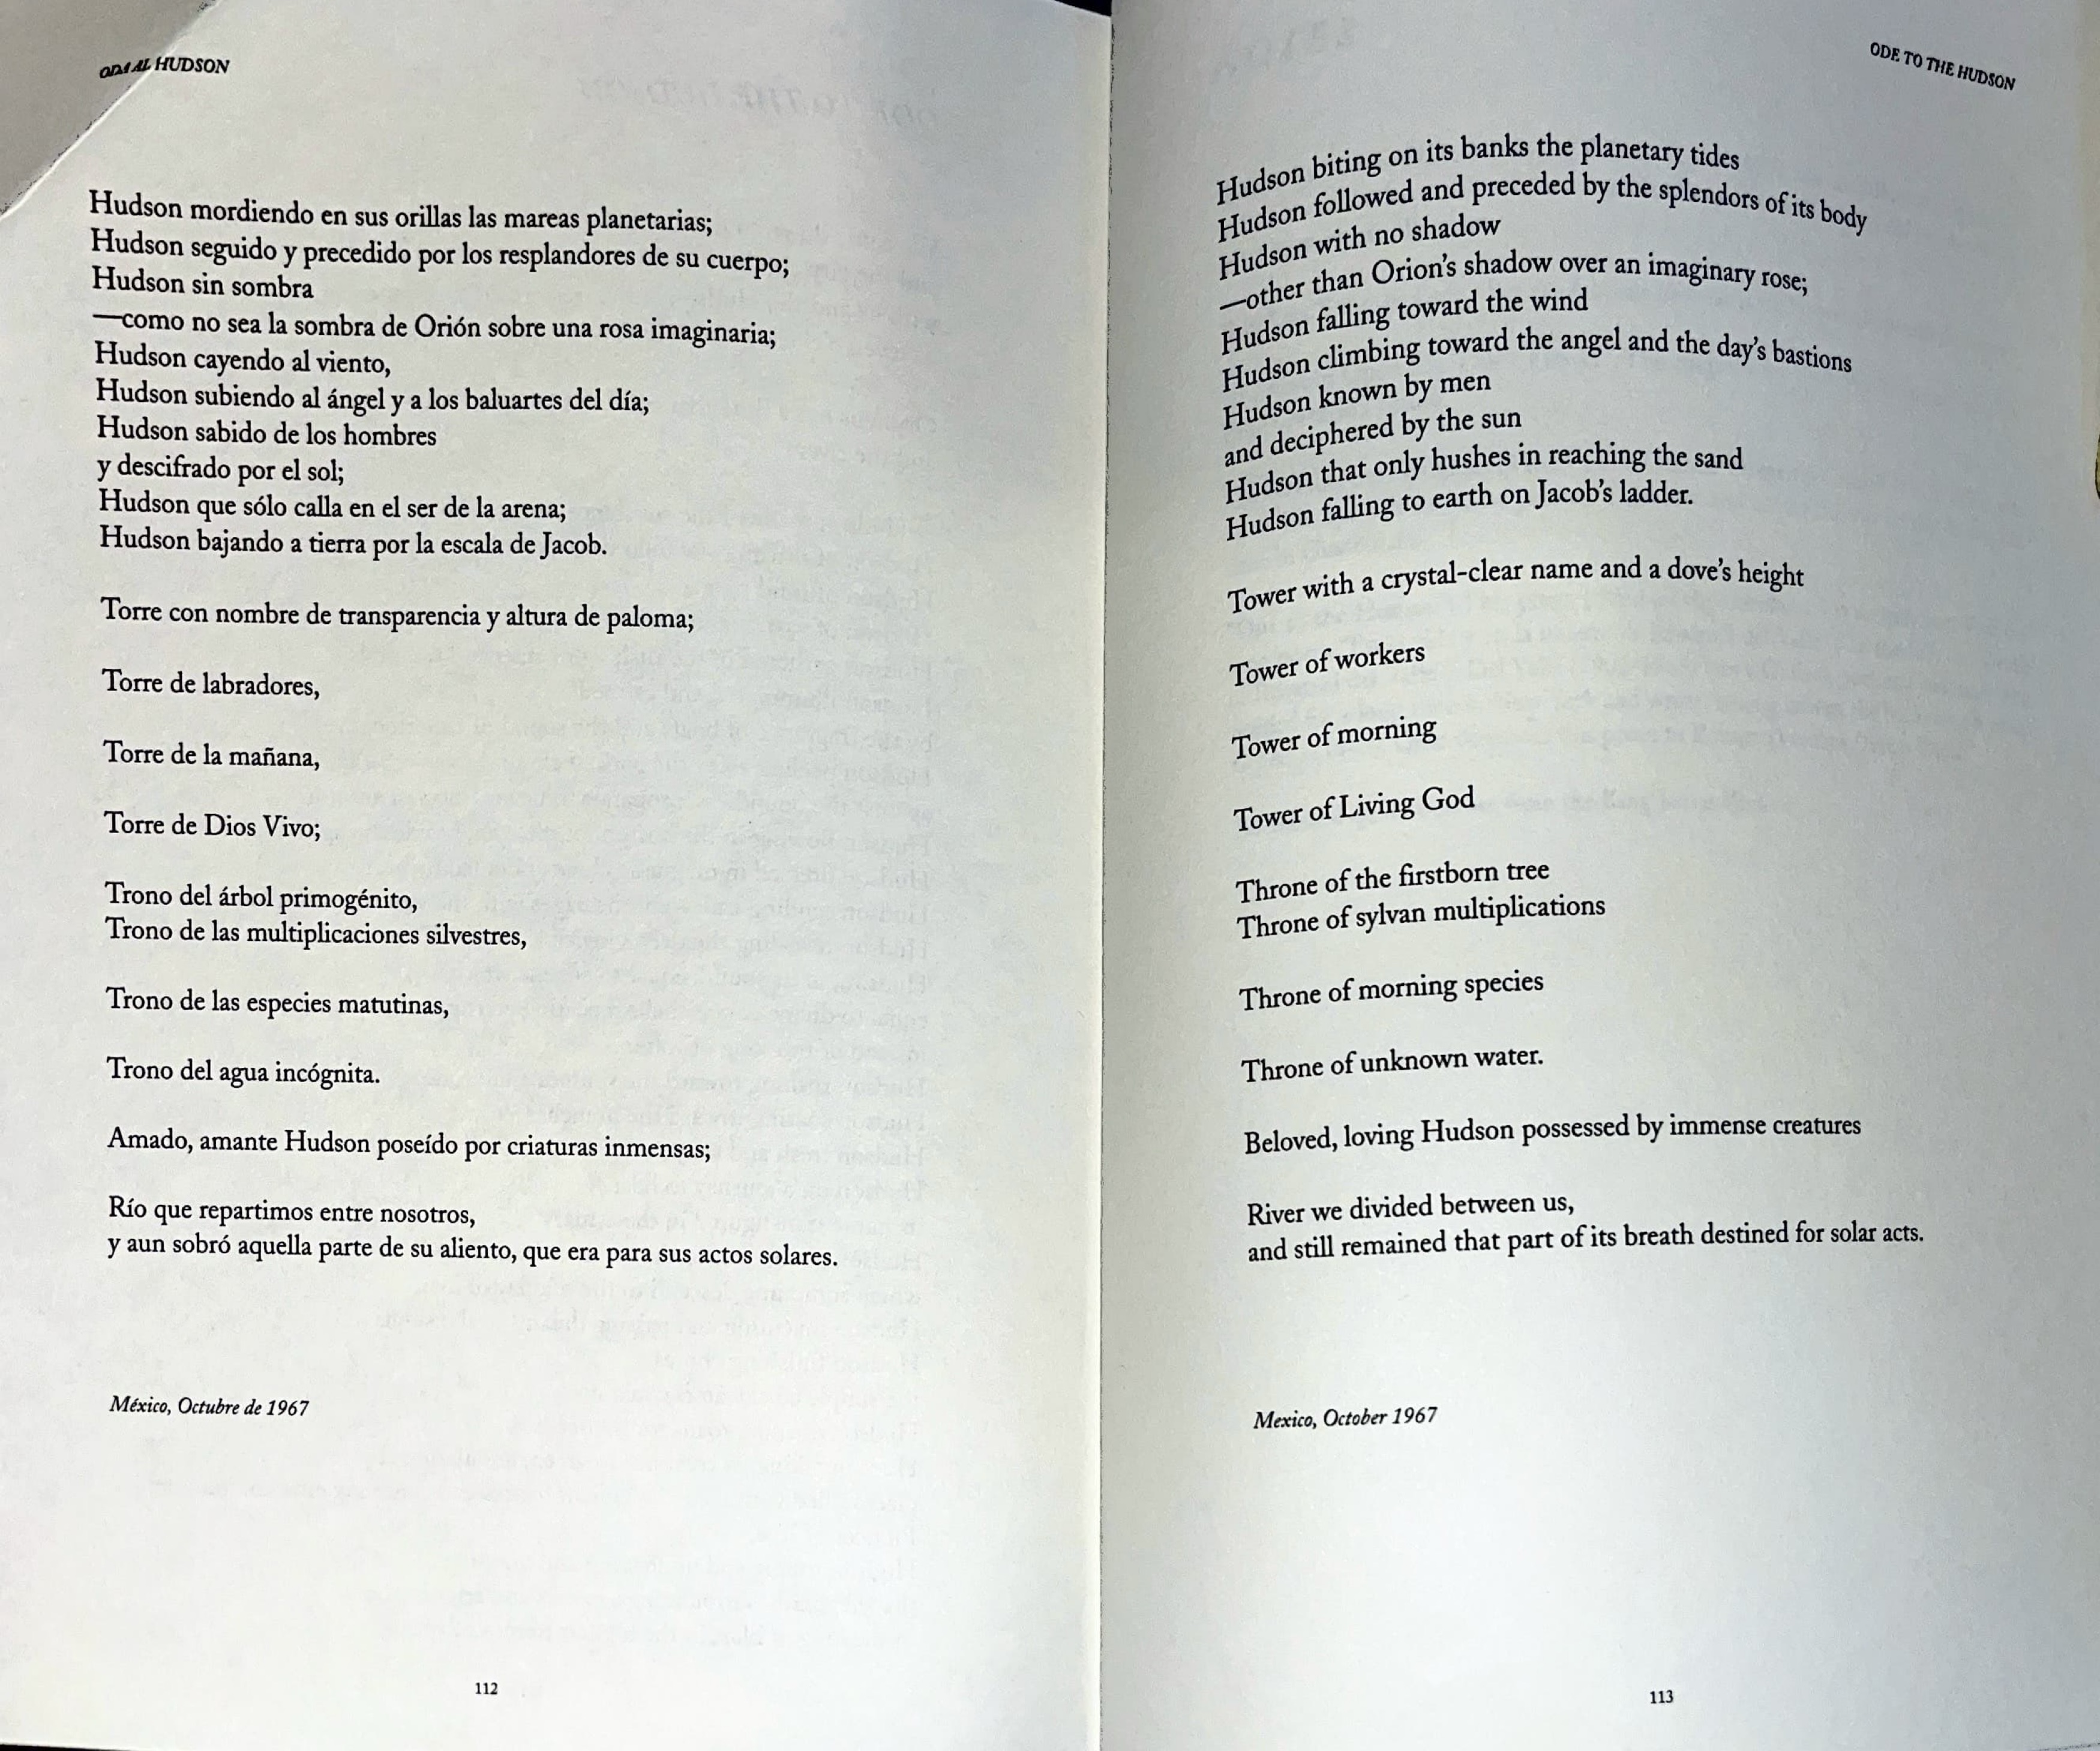 ODA AL HUDSON
Hudson mordiendo en sus orillas las mareas planetarias;
Hudson seguido y precedido por los resplandores de su cuerpo;
Hudson sin sombra
—como no sea la sombra de Orión sobre una rosa imaginaria;
Hudson cayendo al viento,
Hudson subiendo al ángel y a los baluartes del día;
Hudson sabido de los hombres
y descifrado por el sol;
Hudson que sólo calla en el ser de la arena;
Hudson bajando a tierra por la escala de Jacob.
Torre con nombre de transparencia y altura de paloma;
Torre de labradores,
Torre de la mañana,
Torre de Dios Vivo;
Trono del árbol primogénito,
Trono de las multiplicaciones silvestres,
Trono de las especies matutinas,
Trono del agua incógnita.
Amado, amante Hudson poseído por criaturas inmensas;
Río que repartimos entre nosotros,
y aun sobró aquella parte de su aliento, que era para sus actos solares.
México, Octubre de 1967
112
ODE TO THE HUDSON
Hudson biting on its banks the planetary tides
Hudson followed and preceded by the splendors of its body
Hudson with no shadow
—other than Orion's shadow over an imaginary rose;
Hudson falling toward the wind
Hudson climbing toward the angel and the day's bastions
Hudson known by men
and deciphered by the sun
Hudson that only hushes in reaching the sand
Hudson falling to earth on Jacob's ladder.
Tower with a crystal-clear name and a dove's height
Tower of workers
Tower of morning
Tower of Living God
Throne of the firstborn tree
Throne of sylvan multiplications
Throne of morning species
Throne of unknown water.
Beloved, loving Hudson possessed by immense creatures
River we divided between us,
and still remained that part of its breath destined for solar acts.
Mexico, October 1967
113